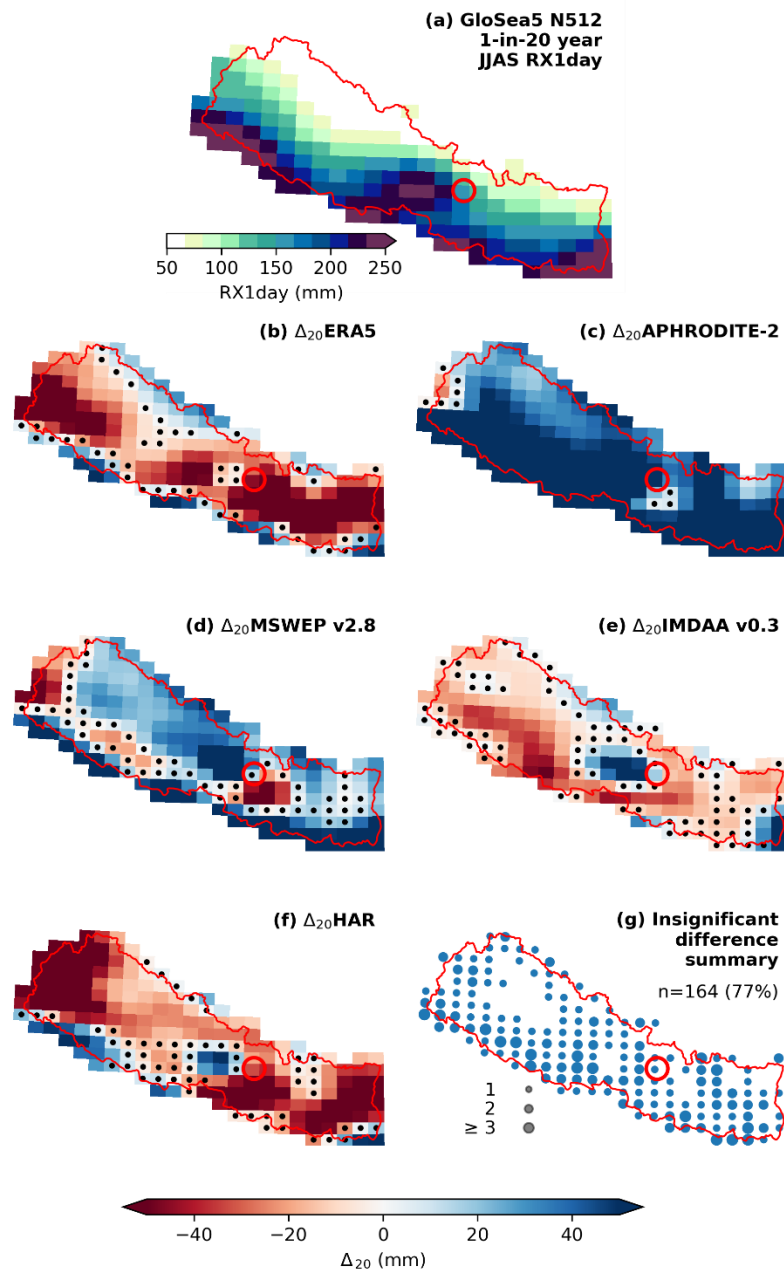 (a) GloSea5 N512
1-in-20 year
JJAS RX1day
50 100 150 200 250
RX1day (mm)
(b) Δ20ERA5
(c) Δ20APHRODITE-2
(d) Δ20MSWEP v2.8
(e) Δ20IMDAA v0.3
(f) Δ20HAR
(g) Insignificant
difference
summary
n=164 (77%)
1
2
≥ 3
−40 −20 0 20 40
Δ20 (mm)